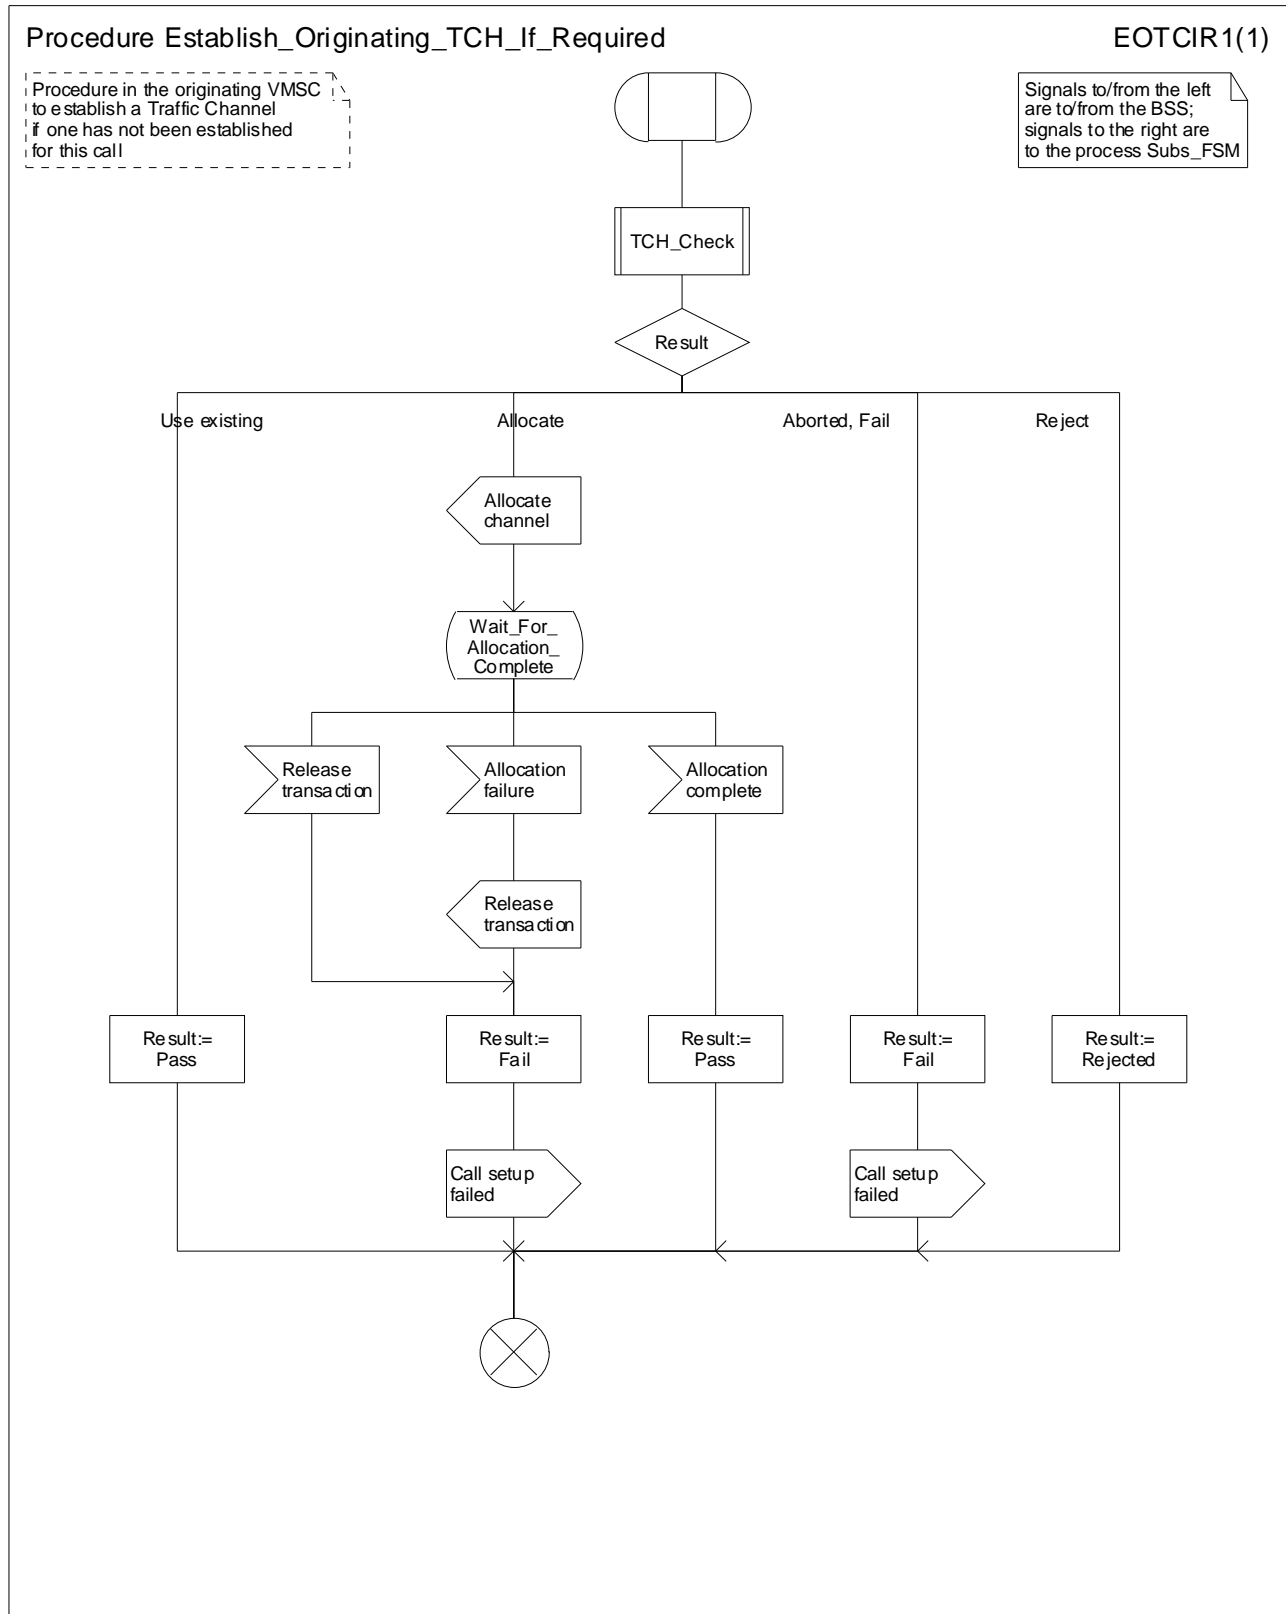 Procedure Establish_Originating_TCH_If_Required
EOTCIR1(1)
Procedure in the originating VMSC
to establish a Traffic Channel
if one has not been established
for this call
Signals to/from the left
are to/from the BSS;
signals to the right are
to the process Subs_FSM
TCH_Check
Result
Use existing
Allocate
Aborted, Fail
Reject
Allocate
channel
Wait_For_
Allocation_
Complete
Release
transaction
Allocation
failure
Allocation
complete
Release
transaction
Result:=
Pass
Result:=
Fail
Result:=
Pass
Result:=
Fail
Result:=
Rejected
Call setup
failed
Call setup
failed